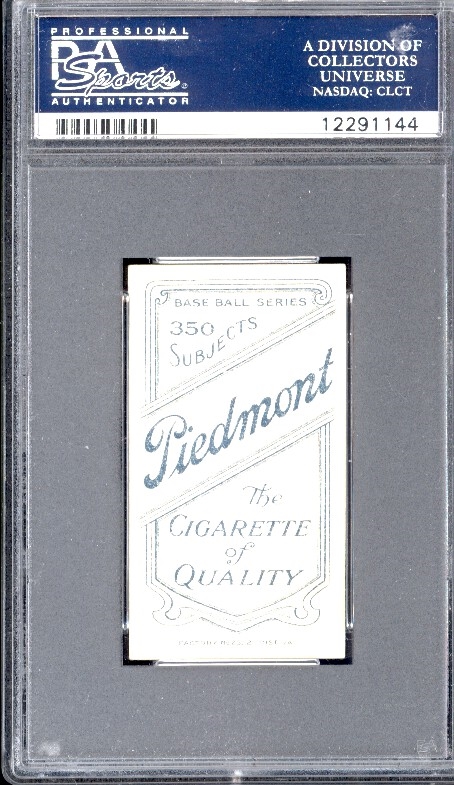 PROFESSIONAL
PSA
Sports
AUTHENTICATOR
A DIVISION OF
COLLECTORS
UNIVERSE
NASDAQ: CLCT
12291144
BASE BALL SERIES
350
SUBJECTS
Piedmont
The
CIGARETTE
of
QUALITY